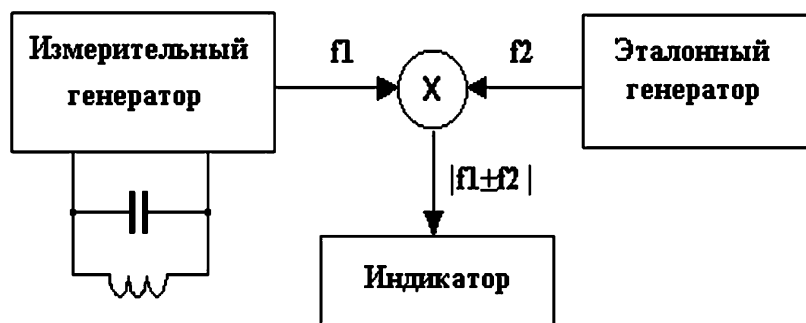 Измерительный
генератор
f1
X
f2
Эталонный
генератор
|f1±f2|
Индикатор